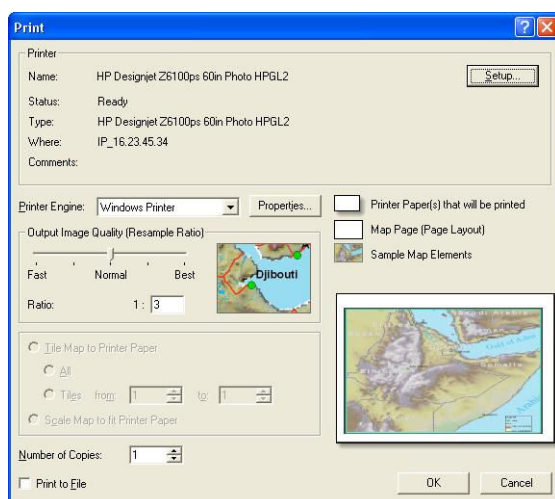 Print
Printer
Name: HP Designjet Z6100ps 60in Photo HPGL2
Setup...
Status: Ready
Type: HP Designjet Z6100ps 60in Photo HPGL2
Where: IP_16.23.45.34
Comments:
Printer Engine: Windows Printer Properties...
Printer Paper(s) that will be printed
Map Page (Page Layout)
Sample Map Elements
Output Image Quality (Resample Ratio)
Fast Normal Best
Djibouti
Ratio: 1 : 3
Tile Map to Printer Paper
All
Tiles from: 1 to: 1
Scale Map to fit Printer Paper
Gulf of Aden
Number of Copies: 1
Print to File
OK Cancel